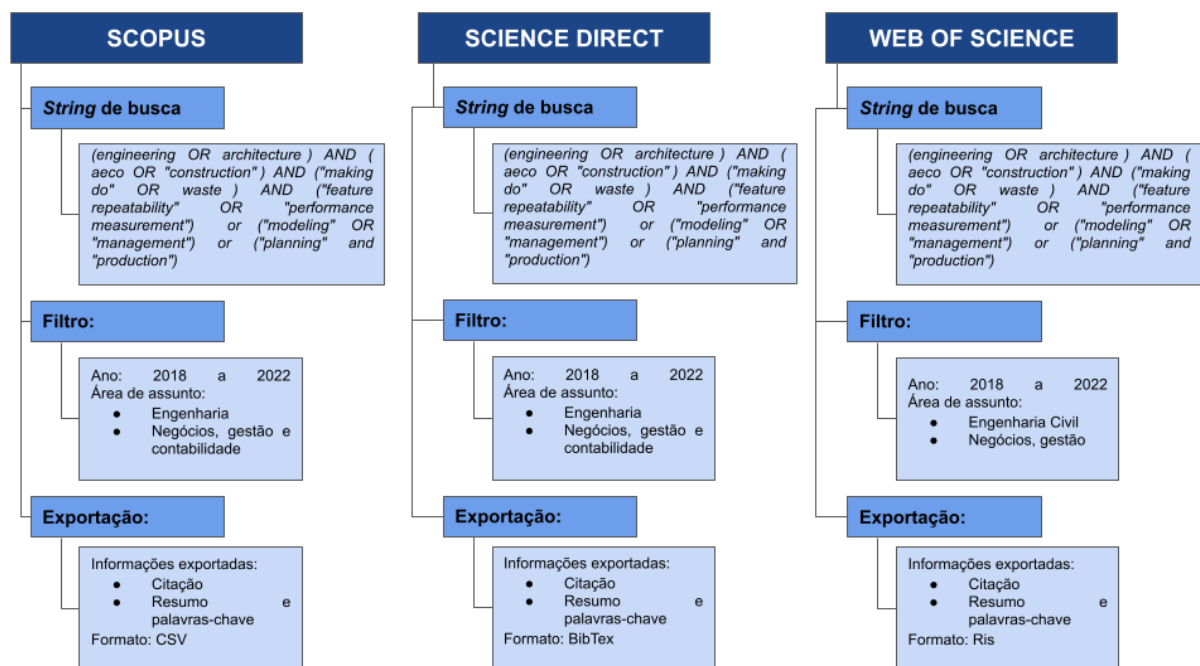 SCOPUS
String de busca
(engineering OR architecture ) AND (
aeco OR "construction" ) AND ("making
do" OR waste ) AND ("feature
repeatability" OR "performance
measurement") or ("modeling" OR
"management") or ("planning" and
"production")
Filtro:
Ano: 2018 a 2022
Área de assunto:
● Engenharia
● Negócios, gestão e
contabilidade
Exportação:
Informações exportadas:
● Citação
● Resumo e
palavras-chave
Formato: CSV
SCIENCE DIRECT
String de busca
(engineering OR architecture ) AND (
aeco OR "construction" ) AND ("making
do" OR waste ) AND ("feature
repeatability" OR "performance
measurement") or ("modeling" OR
"management") or ("planning" and
"production")
Filtro:
Ano: 2018 a 2022
Área de assunto:
● Engenharia
● Negócios, gestão e
contabilidade
Exportação:
Informações exportadas:
● Citação
● Resumo e
palavras-chave
Formato: BibTex
WEB OF SCIENCE
String de busca
(engineering OR architecture ) AND (
aeco OR "construction" ) AND ("making
do" OR waste ) AND ("feature
repeatability" OR "performance
measurement") or ("modeling" OR
"management") or ("planning" and
"production")
Filtro:
Ano: 2018 a 2022
Área de assunto:
● Engenharia Civil
● Negócios, gestão
Exportação:
Informações exportadas:
● Citação
● Resumo e
palavras-chave
Formato: Ris